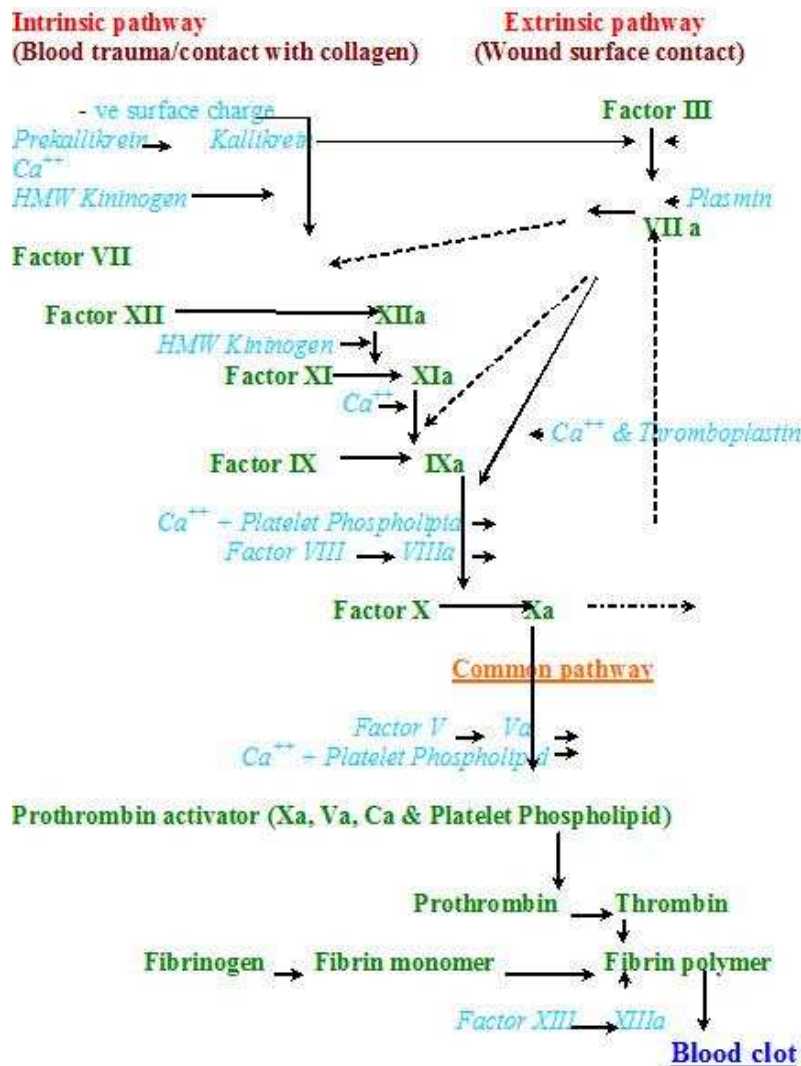 Intrinsic pathway Extrinsic pathway
(Blood trauma/contact with collagen) (Wound surface contact)
- ve surface charge
Factor III
Prekallikrein Kallikrein
Ca++
HMW Kininogen Plasmin
VII a
Factor VII
Factor XII XIIa
HMW Kininogen
Factor XI XIa
Ca++
Ca++ & Thromboplastin
Factor IX IXa
Ca++ + Platelet Phospholipid
Factor VIII VIIIa
Factor X Xa
Common pathway
Factor V Va
Ca++ + Platelet Phospholipid
Prothrombin activator (Xa, Va, Ca & Platelet Phospholipid)
Prothrombin Thrombin
Fibrinogen Fibrin monomer Fibrin polymer
Factor XIII XIIIa
Blood clot